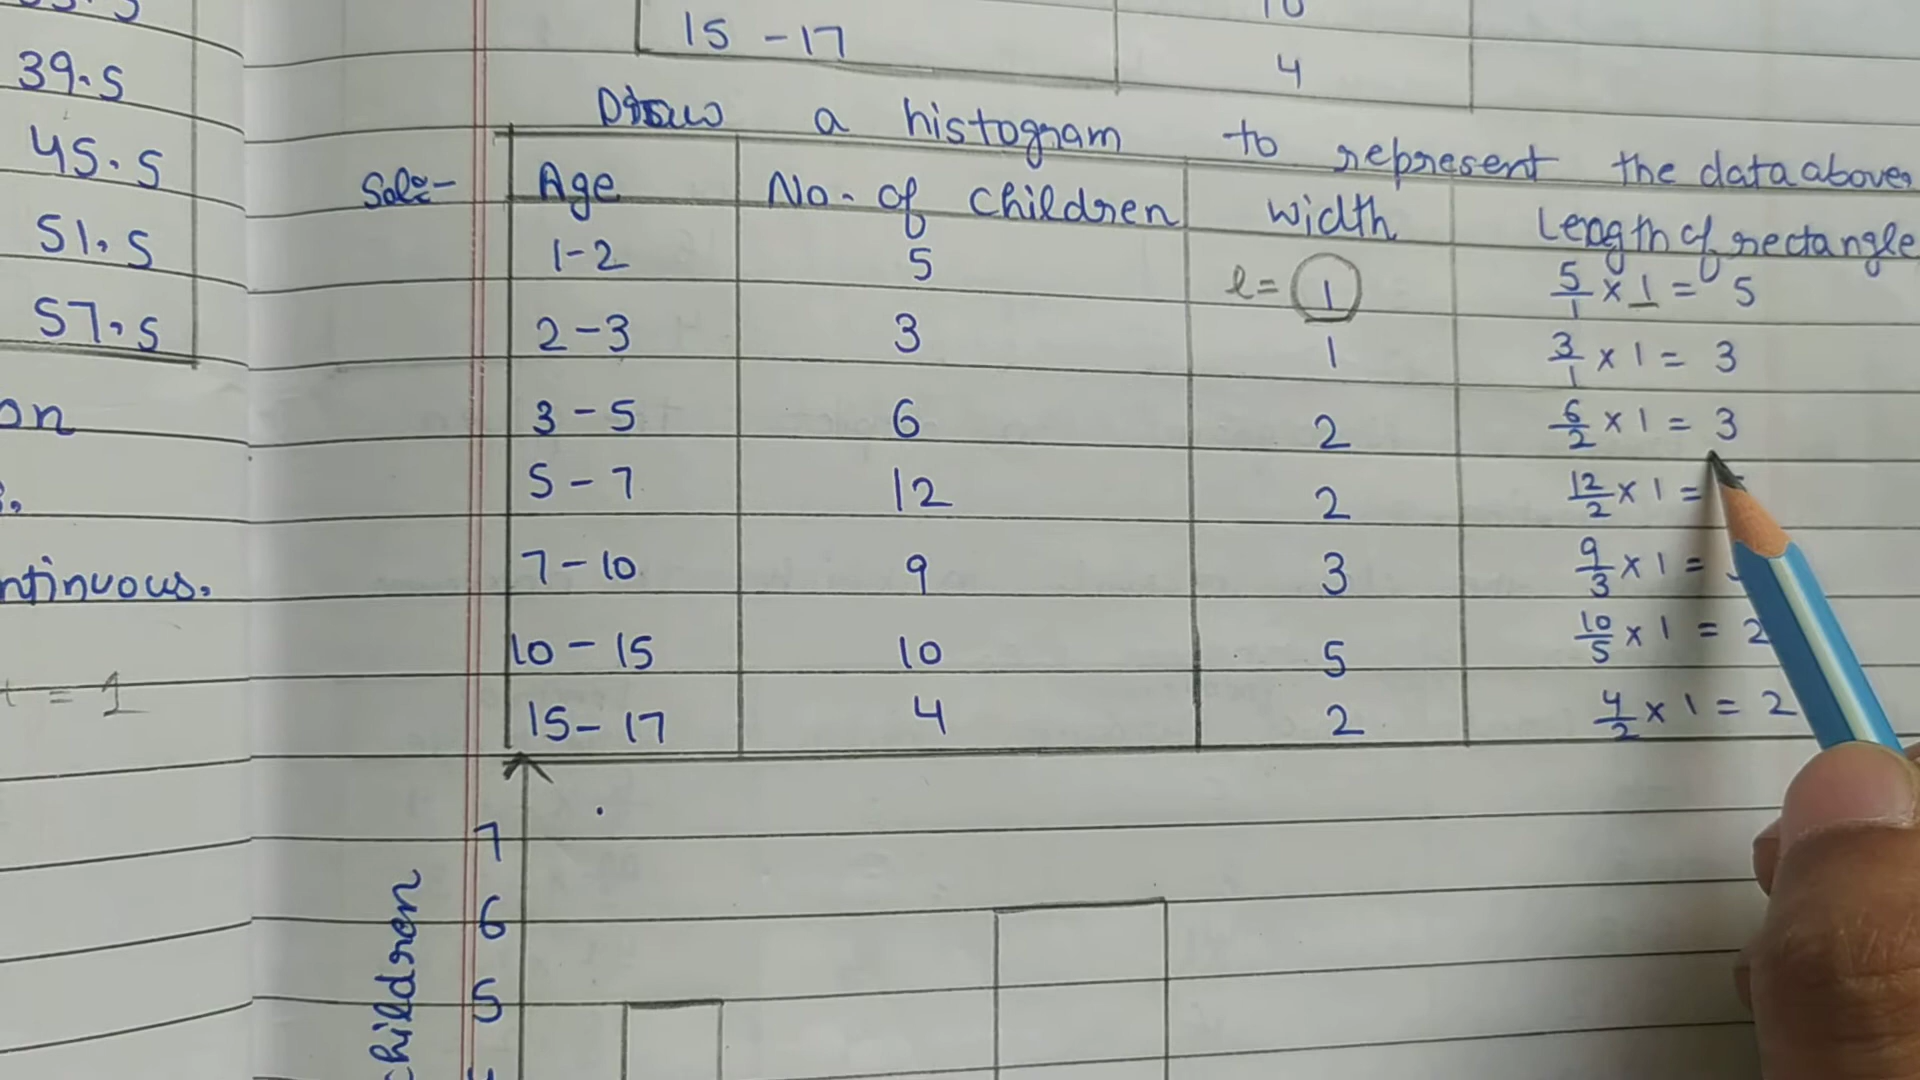 39.5
45.5
51.5
57.5
on
ntinuous.
= 1
15 - 17 4
Draw a histogram to represent the data above.
Sol:- Age No. of children width Length of rectangle
1-2 5 l = 1 5/1 × 1 = 5
2-3 3 1 3/1 × 1 = 3
3-5 6 2 6/2 × 1 = 3
5-7 12 2 12/2 × 1 =
7-10 9 3 9/3 × 1 =
10-15 10 5 10/5 × 1 = 2
15-17 4 2 4/2 × 1 = 2
7
6
5
children